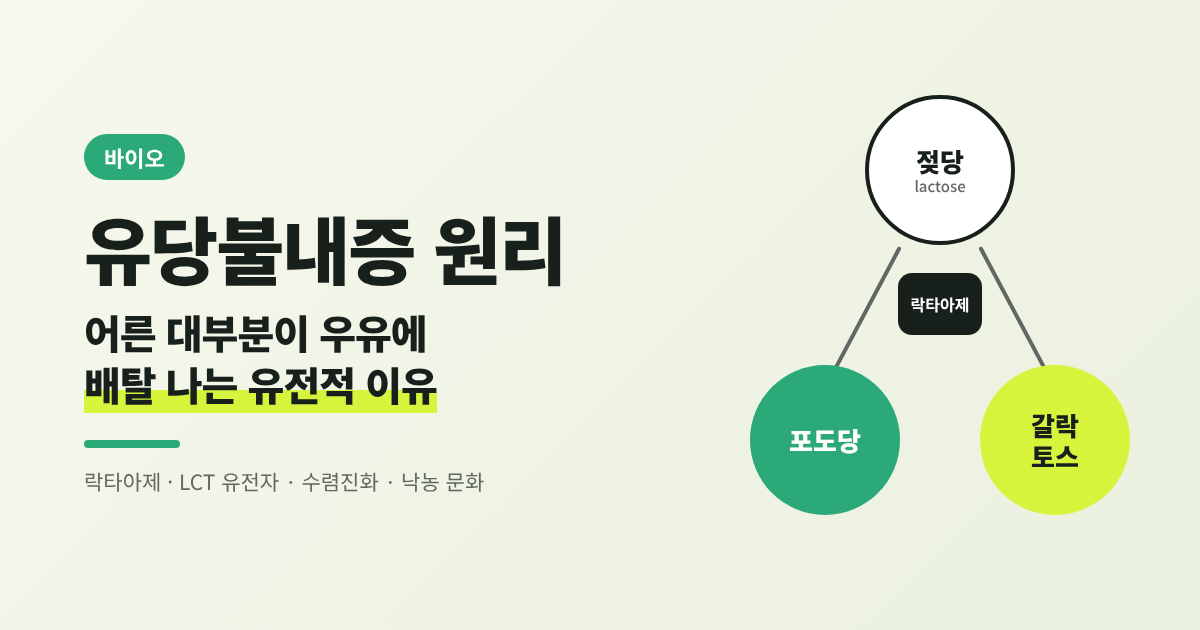 바이오
유당불내증 원리
어른 대부분이 우유에
배탈 나는 유전적 이유
락타아제 · LCT 유전자 · 수렴진화 · 낙농 문화
젖당
lactose
락타아제
포도당
갈락
토스